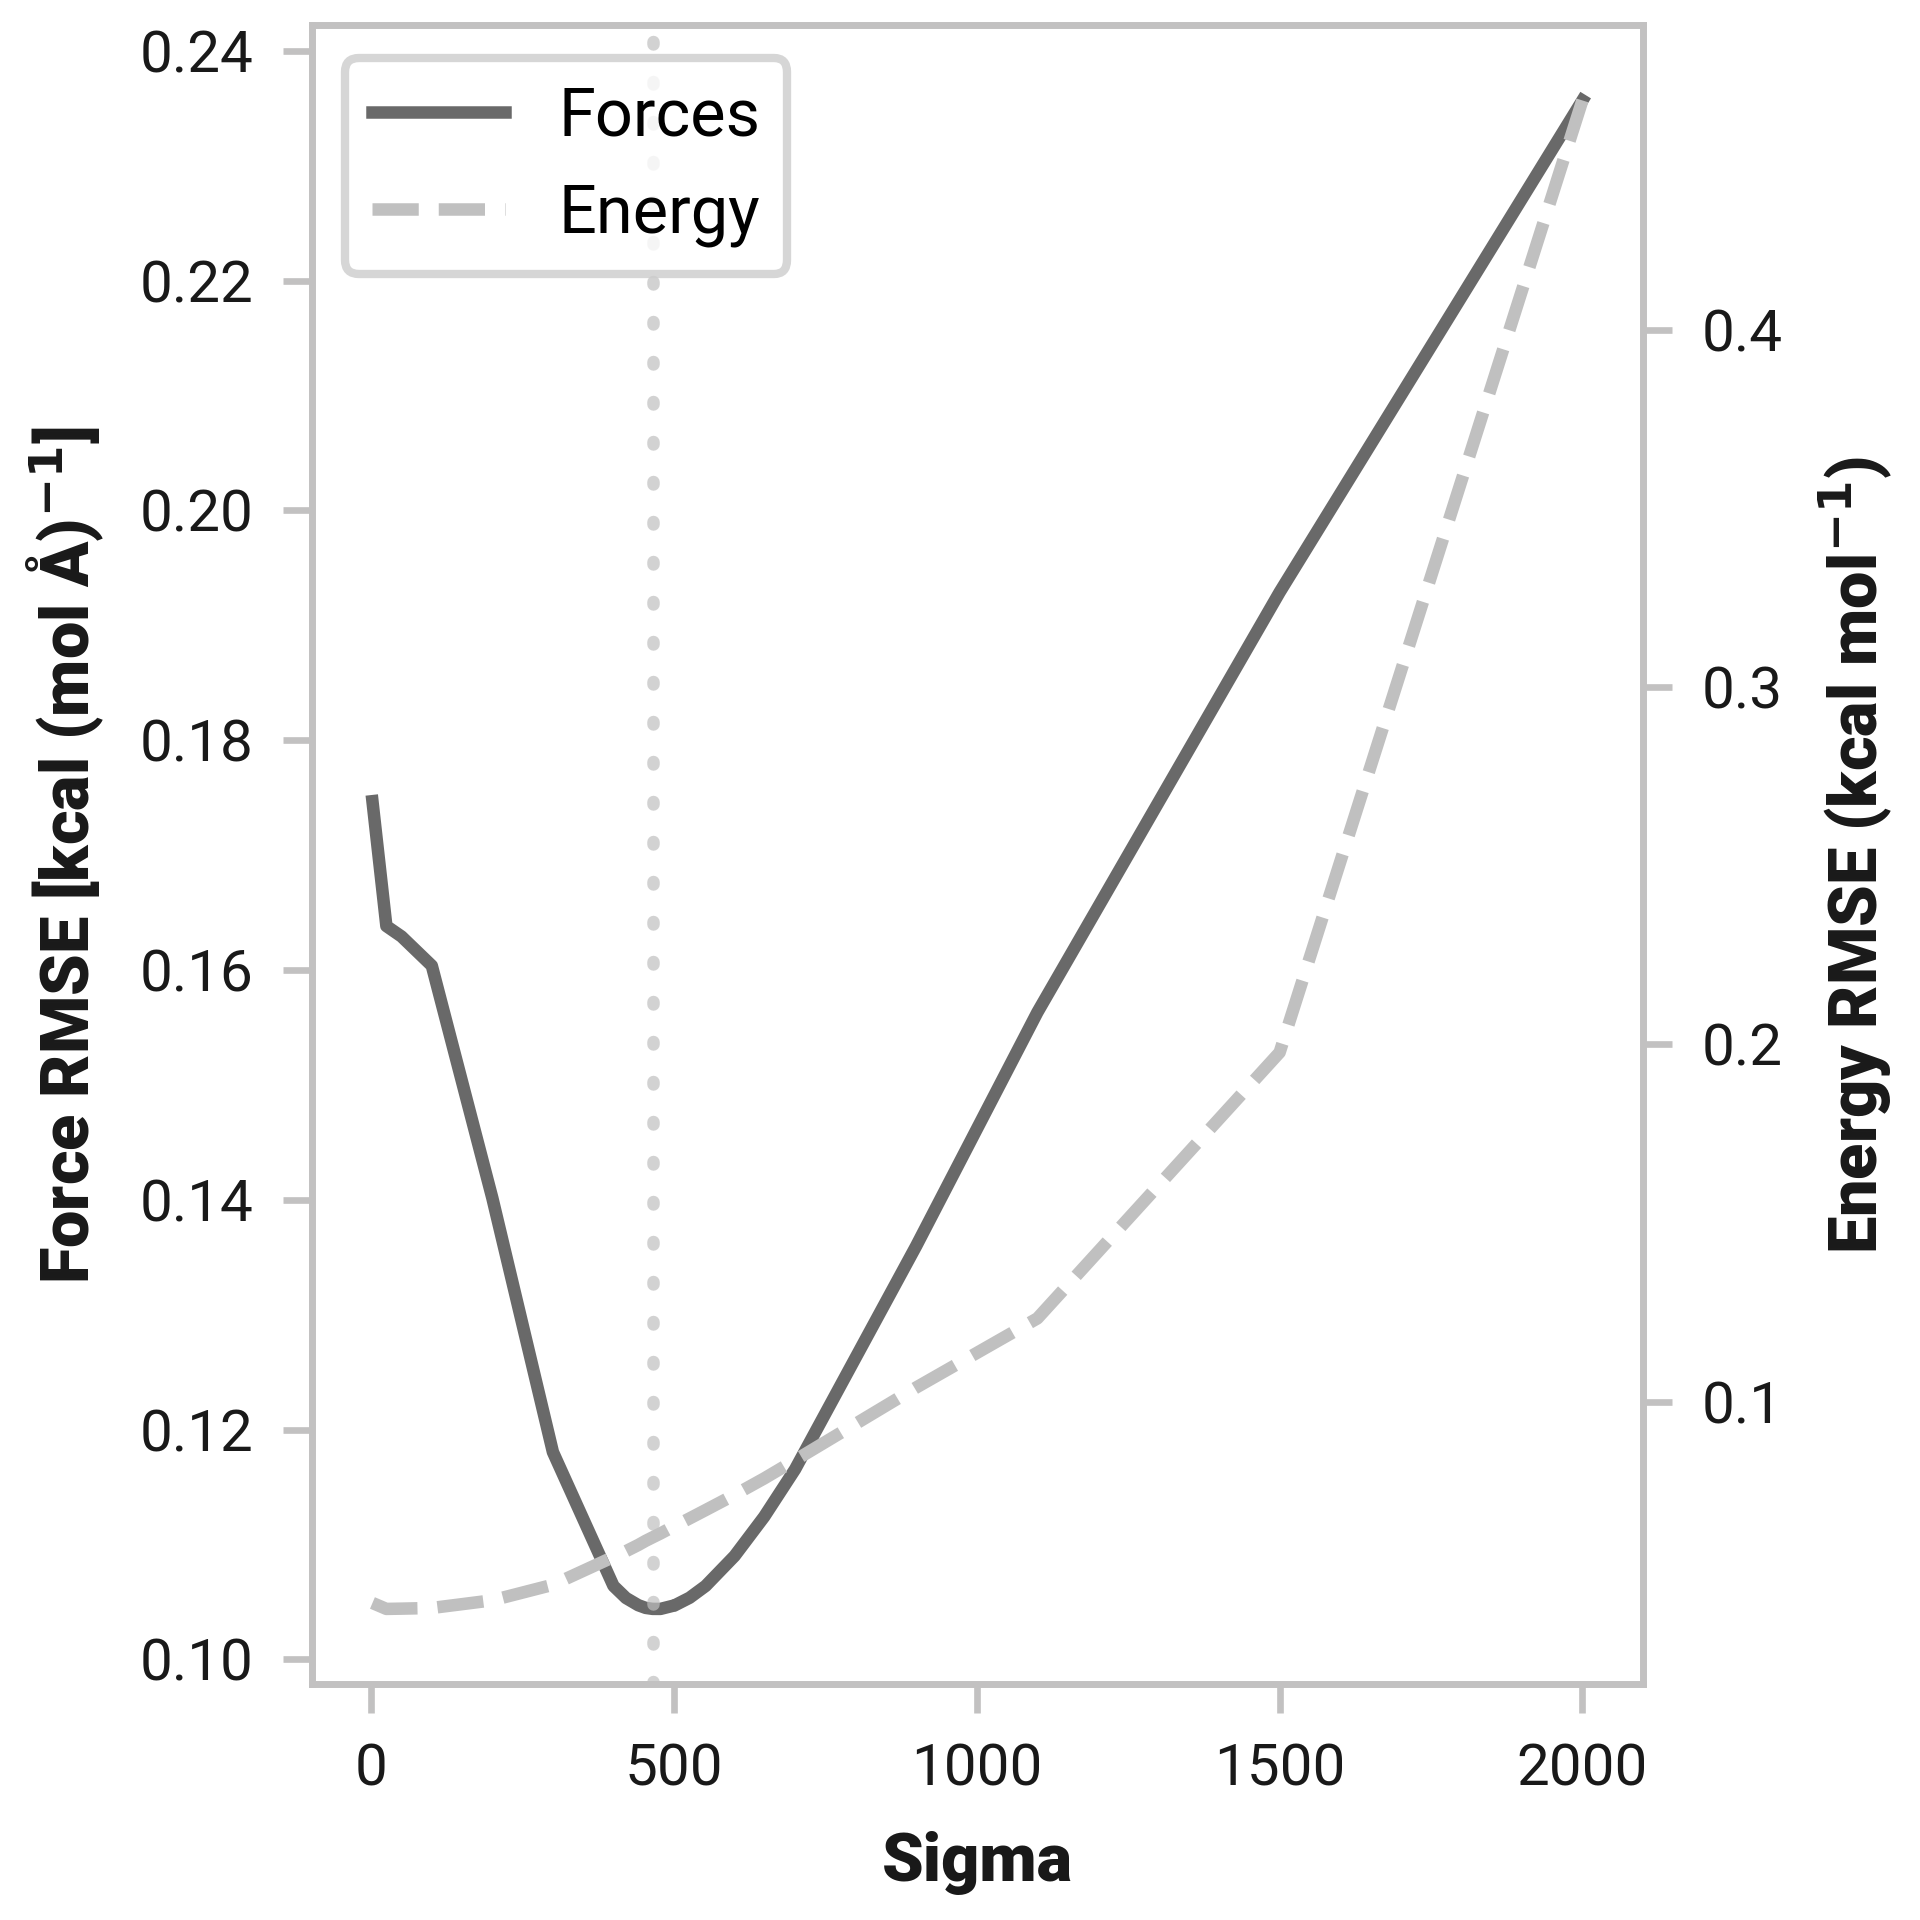 Forces
Energy
Force RMSE [kcal (mol Å)⁻¹]
0.24
0.22
0.20
0.18
0.16
0.14
0.12
0.10
Energy RMSE (kcal mol⁻¹)
0.4
0.3
0.2
0.1
0 500 1000 1500 2000
Sigma